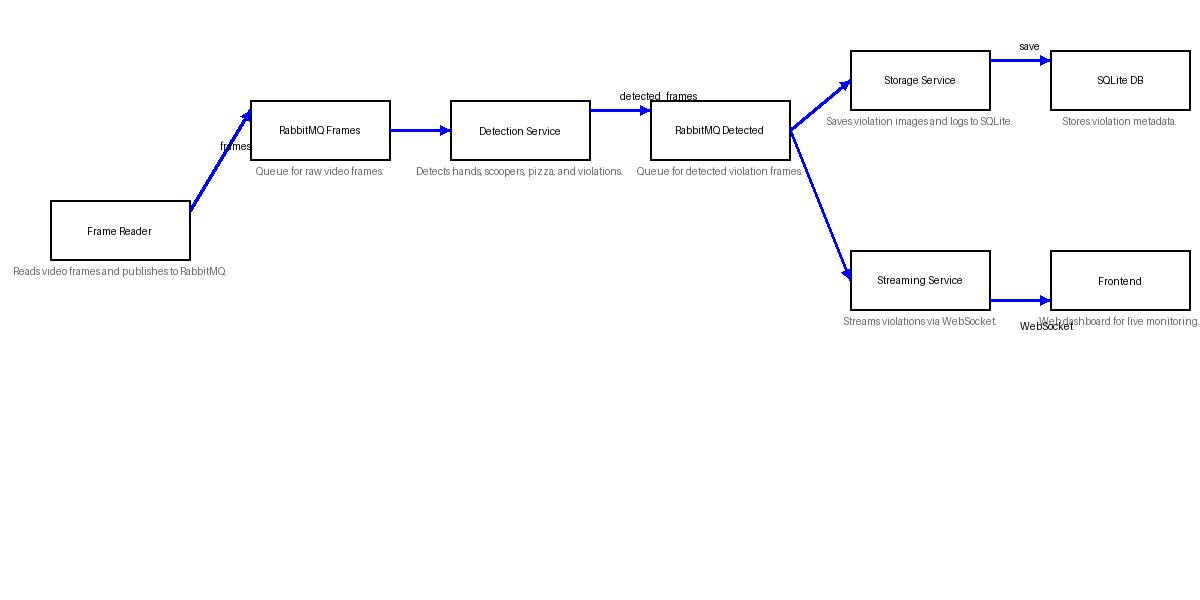 save
Storage Service
SQLite DB
Saves violation images and logs to SQLite.
Stores violation metadata.
detected_frames
RabbitMQ Frames
Detection Service
RabbitMQ Detected
frames
Queue for raw video frames.
Detects hands, scoopers, pizza, and violations.
Queue for detected violation frames.
Frame Reader
Reads video frames and publishes to RabbitMQ.
Streaming Service
Frontend
Streams violations via WebSocket.
Web dashboard for live monitoring.
WebSocket